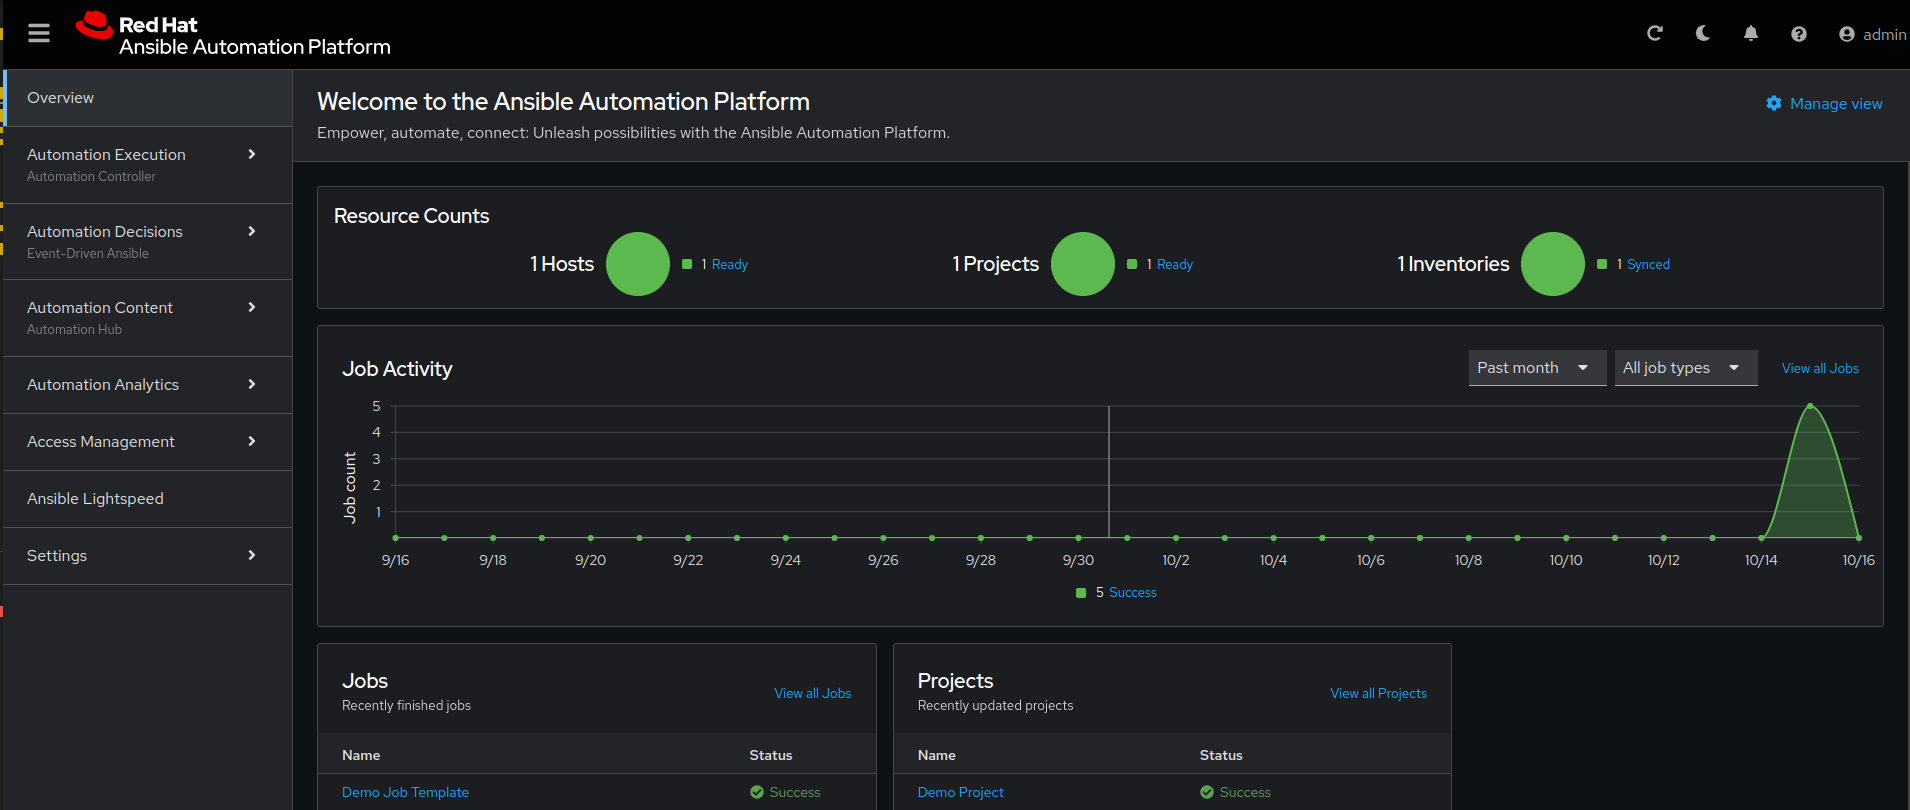 Red Hat
Ansible Automation Platform
admin
Overview
Automation Execution
Automation Controller
Automation Decisions
Event-Driven Ansible
Automation Content
Automation Hub
Automation Analytics
Access Management
Ansible Lightspeed
Settings
Welcome to the Ansible Automation Platform
Manage view
Empower, automate, connect: Unleash possibilities with the Ansible Automation Platform.
Resource Counts
1 Hosts 1 Ready 1 Projects 1 Ready 1 Inventories 1 Synced
Job Activity Past month All job types View all Jobs
Job count
5
4
3
2
1
9/16 9/18 9/20 9/22 9/24 9/26 9/28 9/30 10/2 10/4 10/6 10/8 10/10 10/12 10/14 10/16
5 Success
Jobs
View all Jobs
Recently finished jobs
Name Status
Demo Job Template Success
Projects
View all Projects
Recently updated projects
Name Status
Demo Project Success